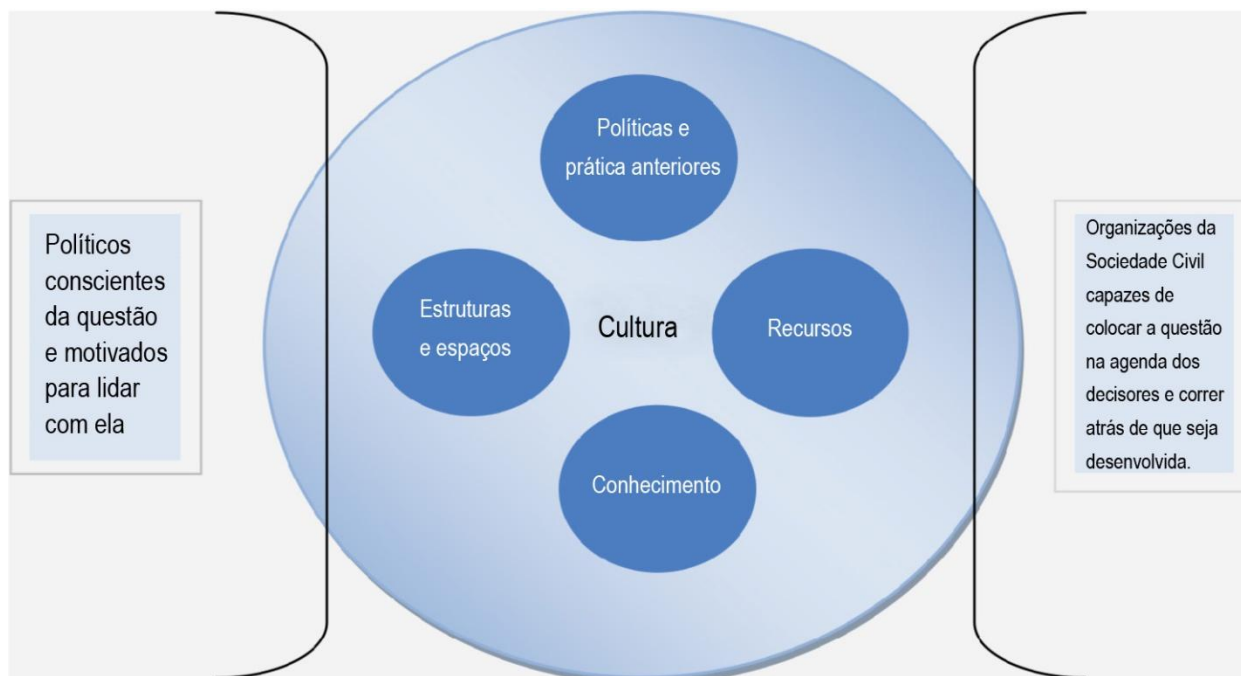 Políticas e
prática anteriores
Estruturas
e espaços
Cultura
Recursos
Conhecimento
Políticos
conscientes
da questão
e motivados
para lidar
com ela
Organizações da
Sociedade Civil
capazes de
colocar a questão
na agenda dos
decisores e correr
atrás de que seja
desenvolvida.